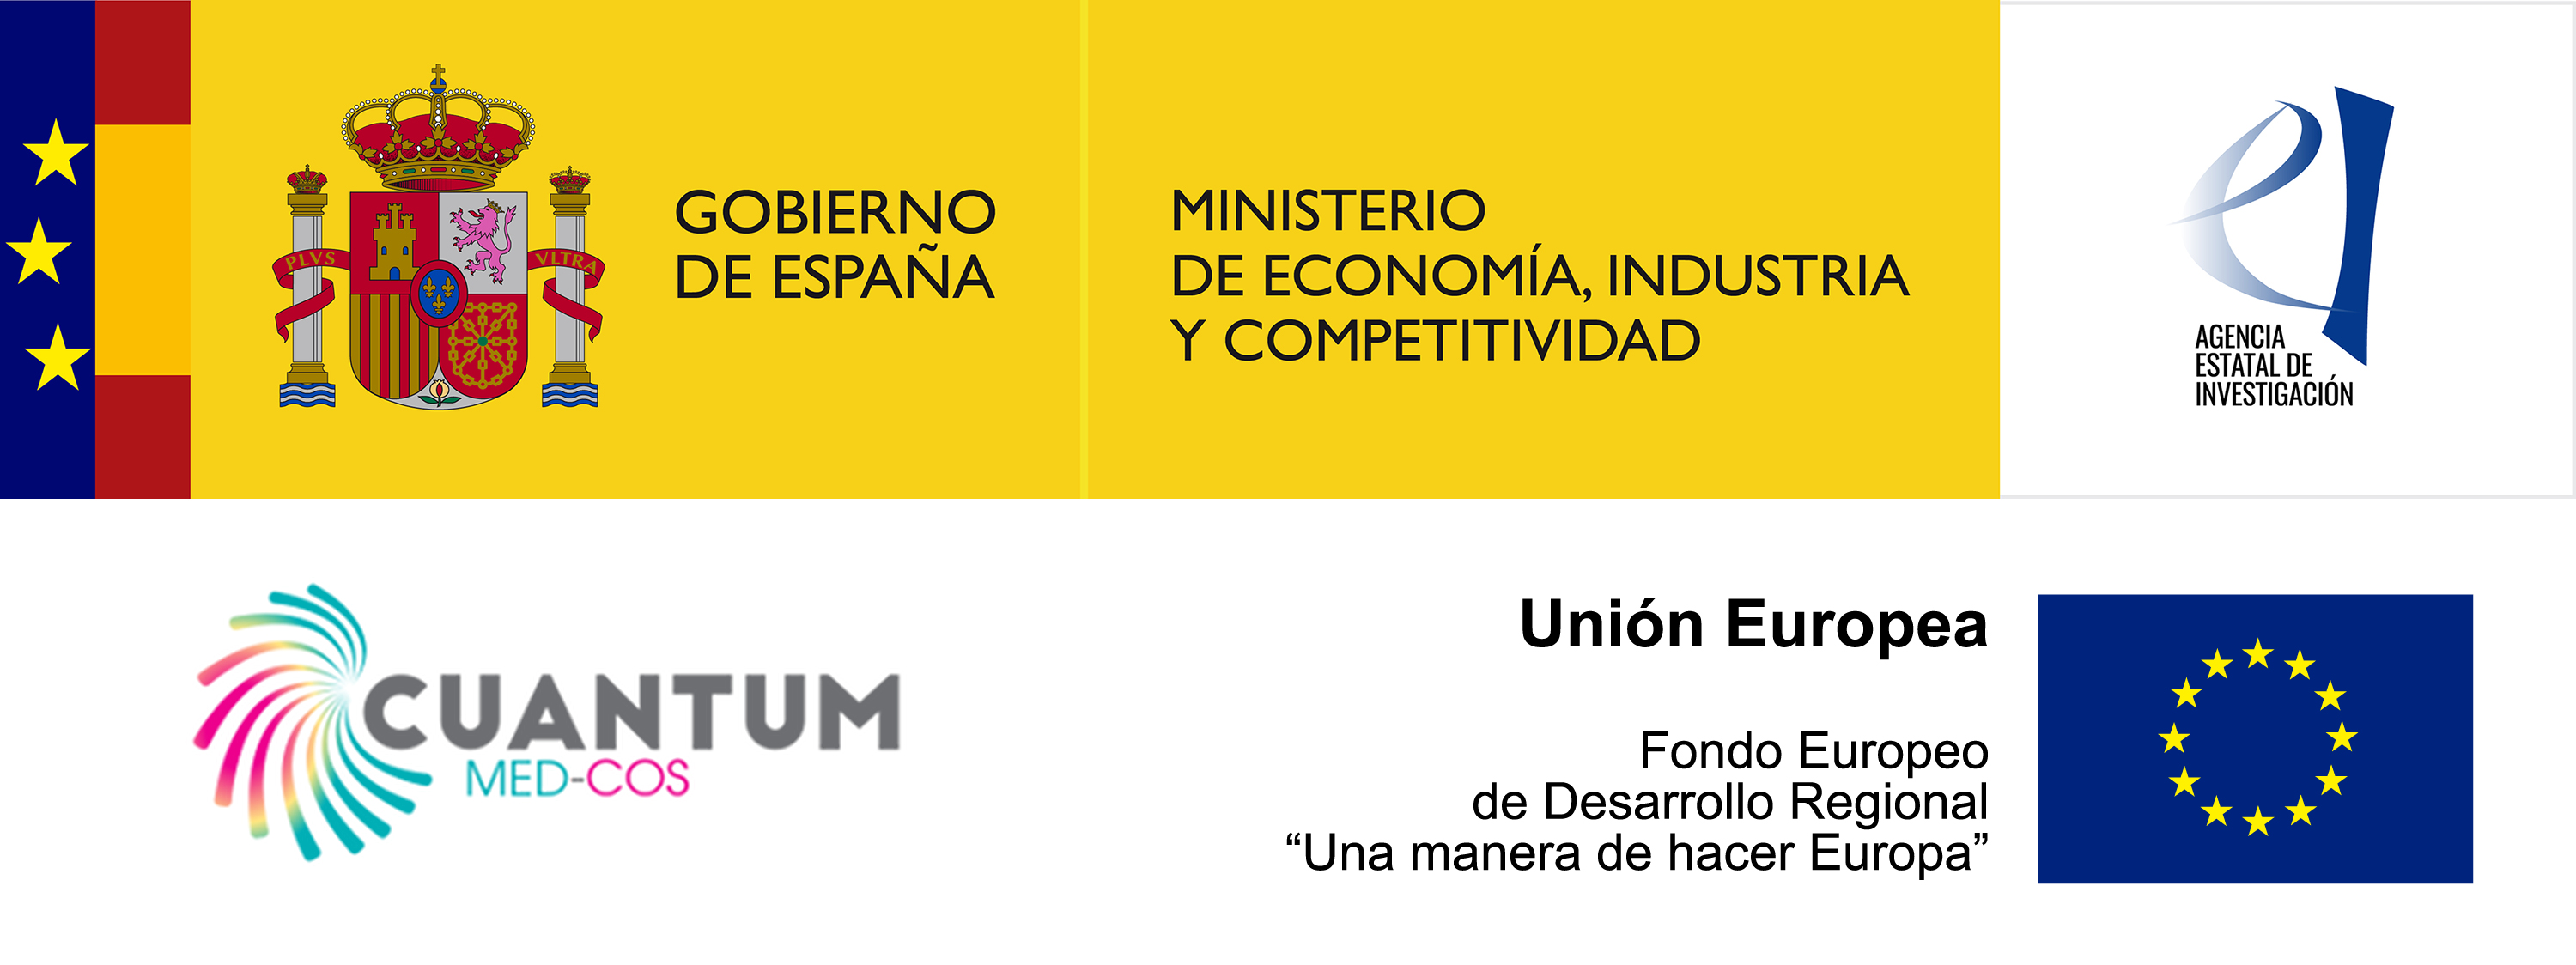 PLVS VLTRA
GOBIERNO
DE ESPAÑA
MINISTERIO
DE ECONOMÍA, INDUSTRIA
Y COMPETITIVIDAD
AGENCIA
ESTATAL DE
INVESTIGACIÓN
CUANTUM
MED-COS
Unión Europea
Fondo Europeo
de Desarrollo Regional
“Una manera de hacer Europa”